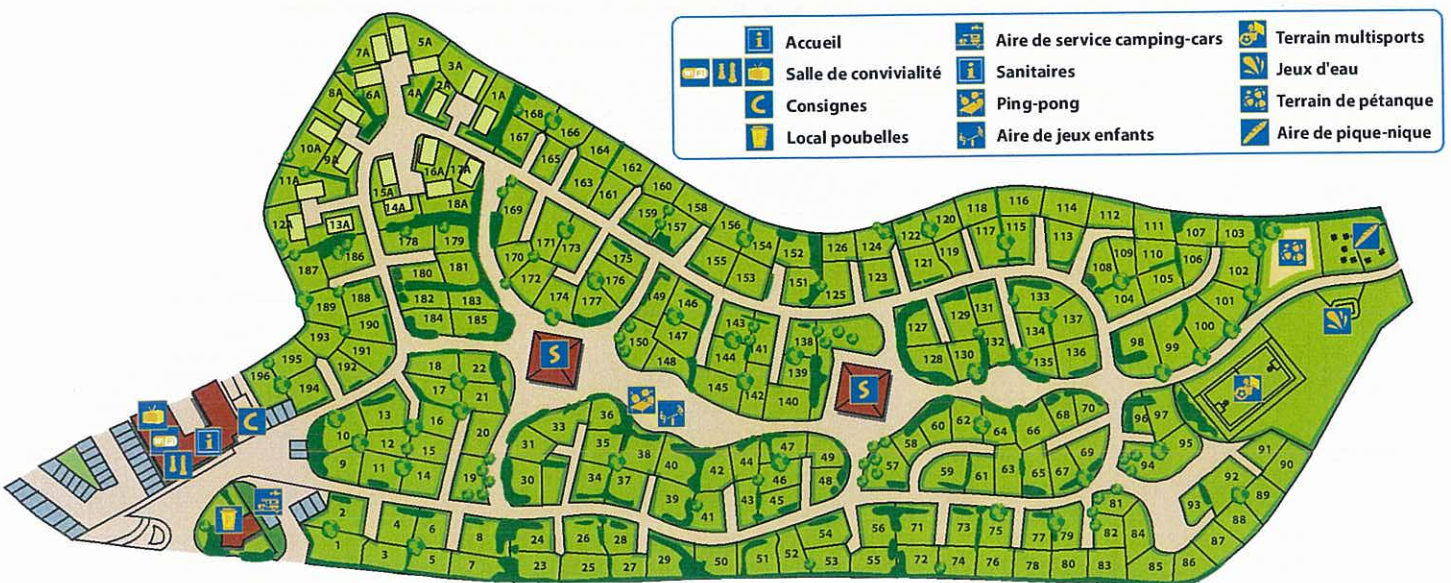 i Accueil
WiFi Salle de convivialité
C Consignes
Local poubelles
Aire de service camping-cars
i Sanitaires
Ping-pong
Aire de jeux enfants
Terrain multisports
Jeux d'eau
Terrain de pétanque
Aire de pique-nique
7A 5A
3A
8A 6A 4A 2A 1A
168
10A 167 166
9A 165 164
11A 16A 17A 163 162
15A 161 160
12A 13A 14A 18A 169 159 158
157 156
178 179 171 173 154 152
186 170 175 155 153
187 180 181 172 176 151
188 182 183 174 177 149 146
189 184 185 150 147
190 148
193 191
195 192
196 194
126 124 122 120 118 116 114 112 111 107 103
125 123 121 119 117 115 113 109 110 106 102
108 105 101
104 100
127 129 131 133 137 98 99
128 130 132 134 135 136
143 141 138
144 139
145 142 140
S
S
18 22
17 21
13 16 20
10 12 15
9 11 14 19
C
WiFi i
36
33 35 38 40 42 44 47 49
31 34 37 46 48
30 39 43 45
41
58 60 62 64 66 68 70
57 59 61 63 65 67 69
96 97
95
94
91 90
92 89
93 88
87
2 4 6 8 24 26 28
1 3 5 7 23 25 27 29 50 51 52 54 56 71 73 75 77 79 81 82 84
53 55 72 74 76 78 80 83 85 86